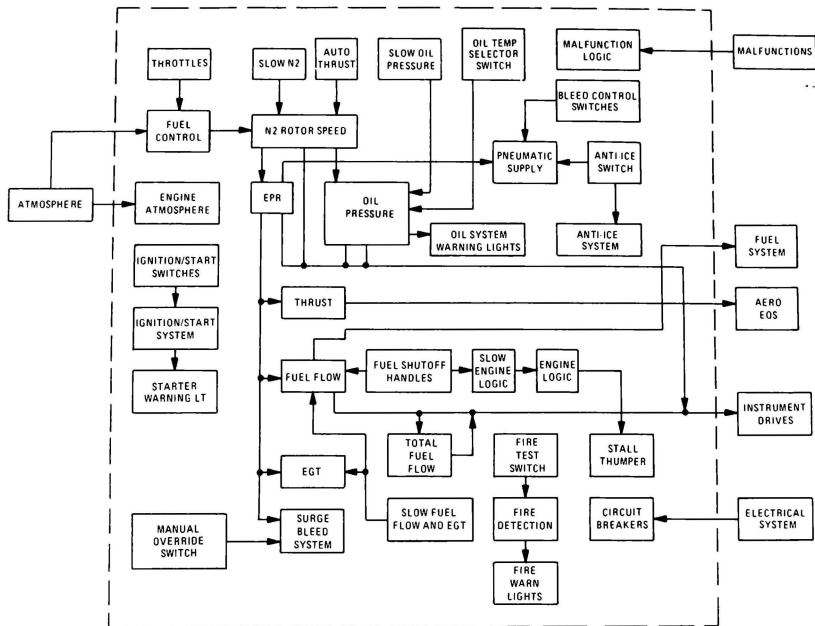 THROTTLES
SLOW N2
AUTO
THRUST
SLOW OIL
PRESSURE
OIL TEMP
SELECTOR
SWITCH
MALFUNCTION
LOGIC
MALFUNCTIONS
BLEED CONTROL
SWITCHES
FUEL
CONTROL
N2 ROTOR SPEED
PNEUMATIC
SUPPLY
ANTI-ICE
SWITCH
ATMOSPHERE
ENGINE
ATMOSPHERE
EPR
OIL
PRESSURE
OIL SYSTEM
WARNING LIGHTS
ANTI-ICE
SYSTEM
FUEL
SYSTEM
IGNITION/START
SWITCHES
THRUST
AERO
EOS
IGNITION/START
SYSTEM
FUEL FLOW
FUEL SHUTOFF
HANDLES
SLOW
ENGINE
LOGIC
ENGINE
LOGIC
STARTER
WARNING LT
INSTRUMENT
DRIVES
TOTAL
FUEL
FLOW
FIRE
TEST
SWITCH
STALL
THUMPER
EGT
MANUAL
OVERRIDE
SWITCH
SURGE
BLEED
SYSTEM
SLOW FUEL
FLOW AND EGT
FIRE
DETECTION
CIRCUIT
BREAKERS
ELECTRICAL
SYSTEM
FIRE
WARN
LIGHTS